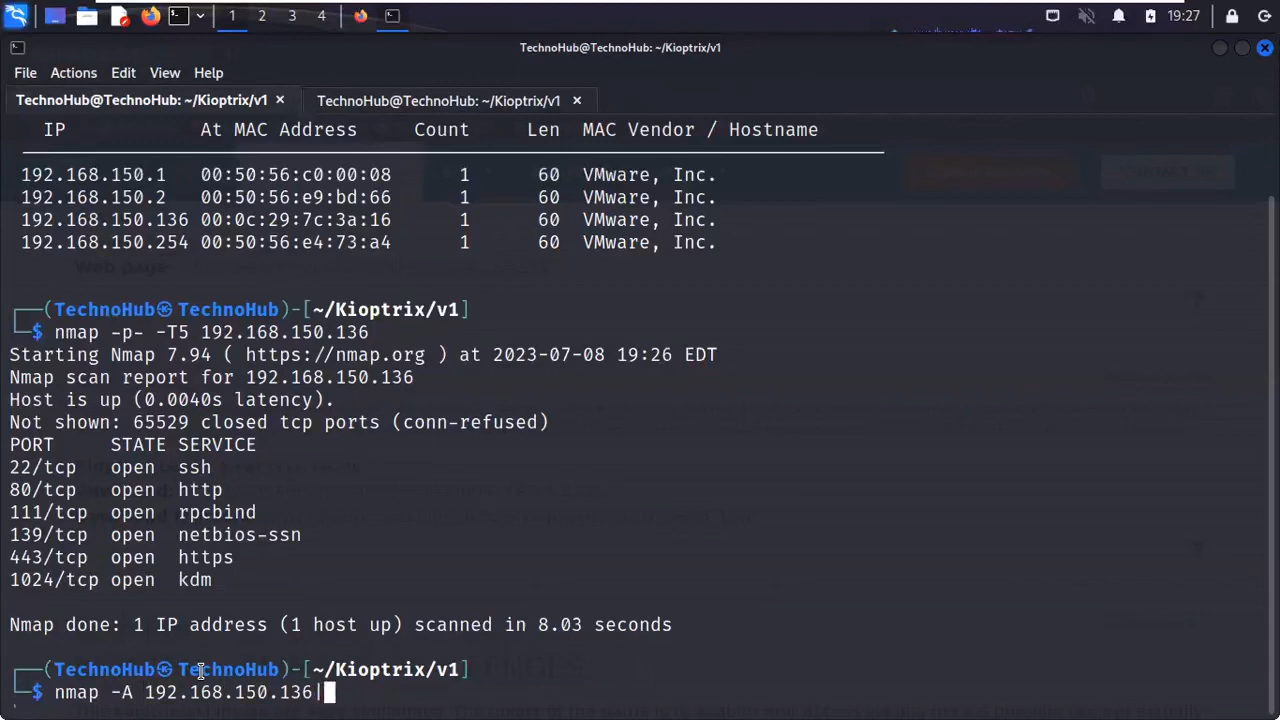 1 2 3 4 19:27
TechnoHub@TechnoHub: ~/Kioptrix/v1
File Actions Edit View Help
TechnoHub@TechnoHub: ~/Kioptrix/v1 × TechnoHub@TechnoHub: ~/Kioptrix/v1 ×
IP At MAC Address Count Len MAC Vendor / Hostname
192.168.150.1 00:50:56:c0:00:08 1 60 VMware, Inc.
192.168.150.2 00:50:56:e9:bd:66 1 60 VMware, Inc.
192.168.150.136 00:0c:29:7c:3a:16 1 60 VMware, Inc.
192.168.150.254 00:50:56:e4:73:a4 1 60 VMware, Inc.
Web page:
┌──(TechnoHub㉿TechnoHub)-[~/Kioptrix/v1]
└─$ nmap -p- -T5 192.168.150.136
Starting Nmap 7.94 ( https://nmap.org ) at 2023-07-08 19:26 EDT
Nmap scan report for 192.168.150.136
Host is up (0.0040s latency).
Not shown: 65529 closed tcp ports (conn-refused)
PORT STATE SERVICE
22/tcp open ssh
80/tcp open http
111/tcp open rpcbind
139/tcp open netbios-ssn
443/tcp open https
1024/tcp open kdm
Nmap done: 1 IP address (1 host up) scanned in 8.03 seconds
┌──(TechnoHub㉿TechnoHub)-[~/Kioptrix/v1]
└─$ nmap -A 192.168.150.136